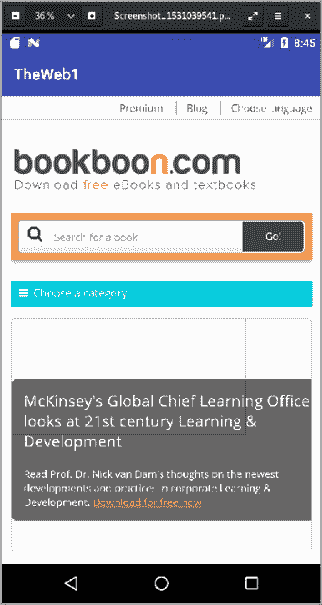 36 %
Screenshot_1531039541.p...
8:45
TheWeb1
Premium Blog Choose Language
bookboon.com
Download free eBooks and textbooks
Search for a book Go!
Choose a category
McKinsey's Global Chief Learning Office
looks at 21st century Learning &
Development
Read Prof. Dr. Nick van Dam's thoughts on the newest
developments and practice in corporate Learning &
Development. Download for free now